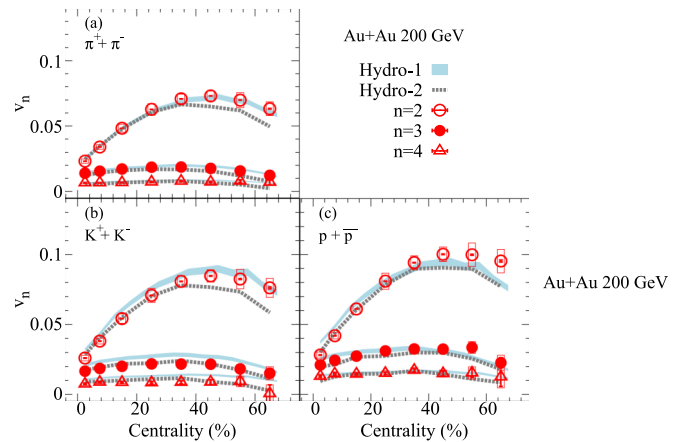 (a)
π⁺ + π⁻
Au+Au 200 GeV
Hydro-1
Hydro-2
n=2
n=3
n=4
vₙ
0.1
0.05
0
(b)
K⁺ + K⁻
(c)
p + p̅
Au+Au 200 GeV
vₙ
0.1
0.05
0
0 20 40 60
0 20 40 60
Centrality (%)
Centrality (%)